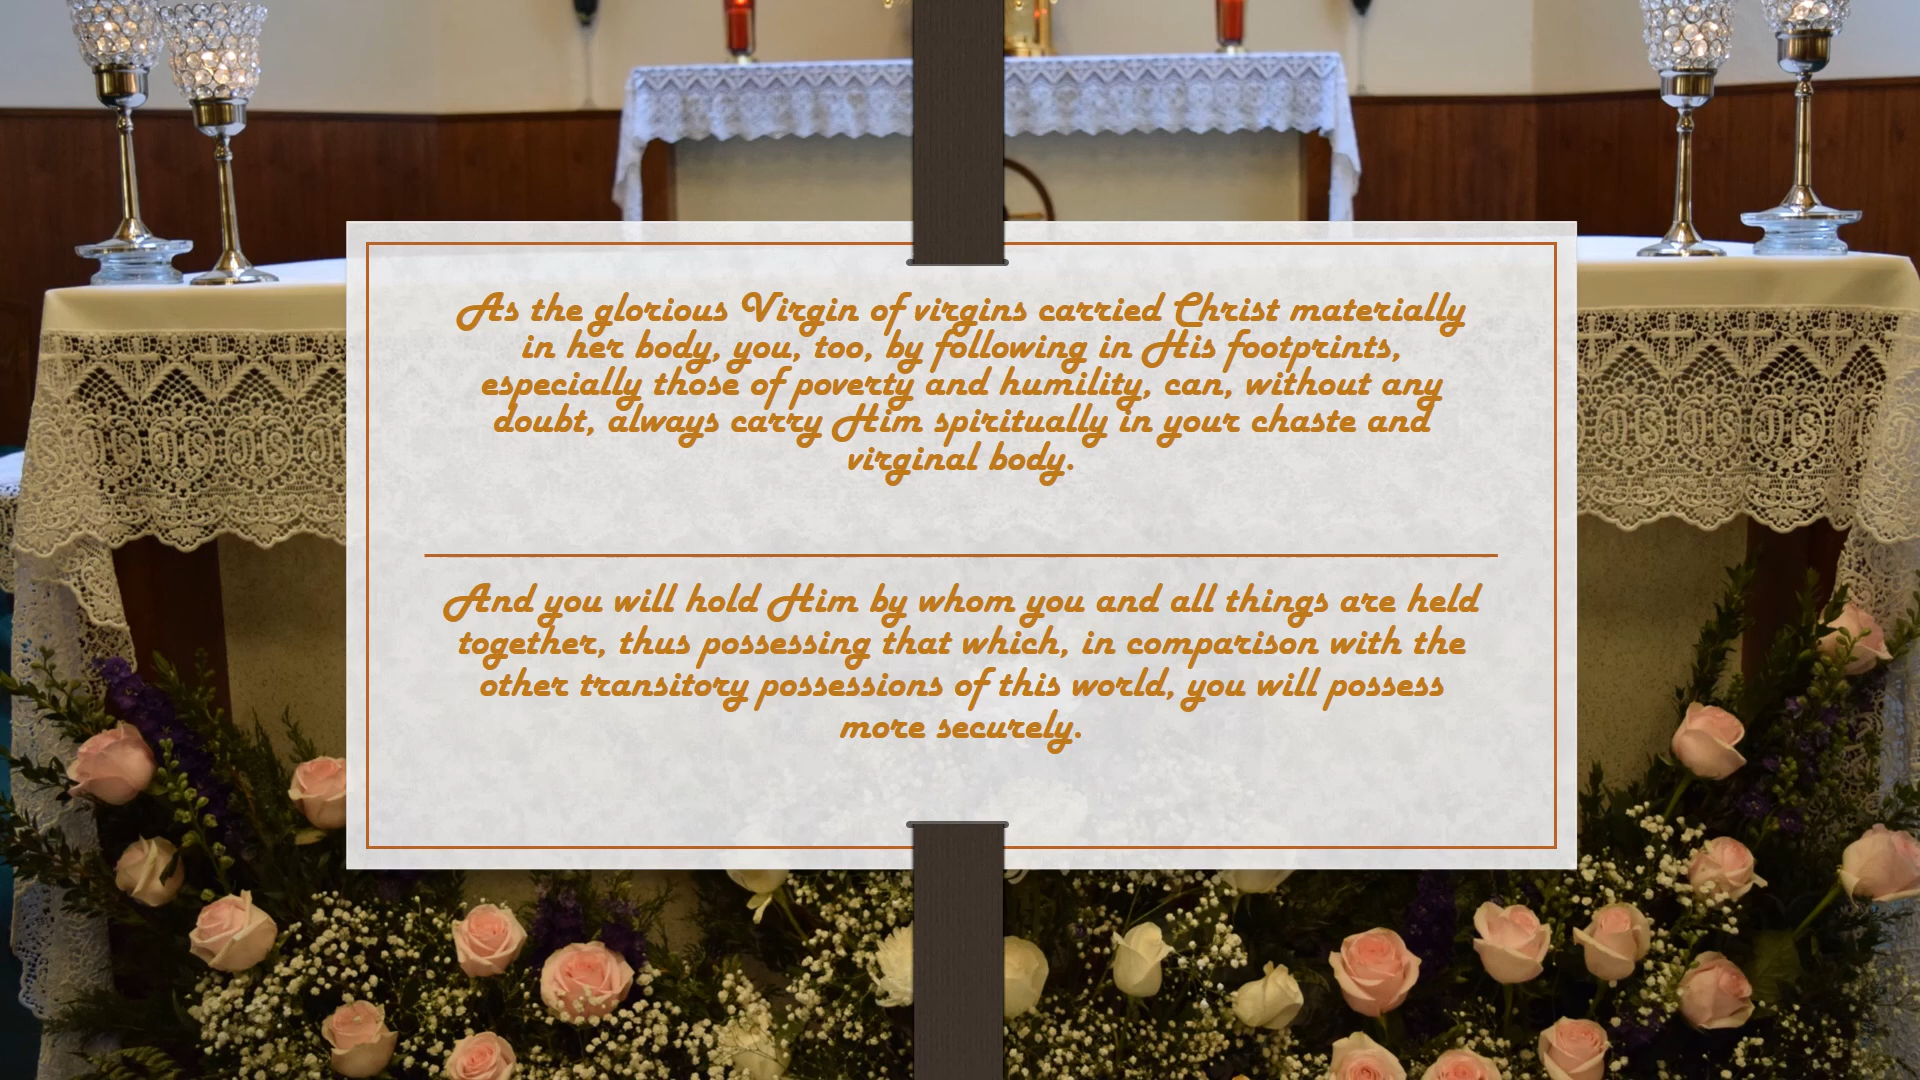 As the glorious Virgin of virgins carried Christ materially
in her body, you, too, by following in His footprints,
especially those of poverty and humility, can, without any
doubt, always carry Him spiritually in your chaste and
virginal body.
And you will hold Him by whom you and all things are held
together, thus possessing that which, in comparison with the
other transitory possessions of this world, you will possess
more securely.